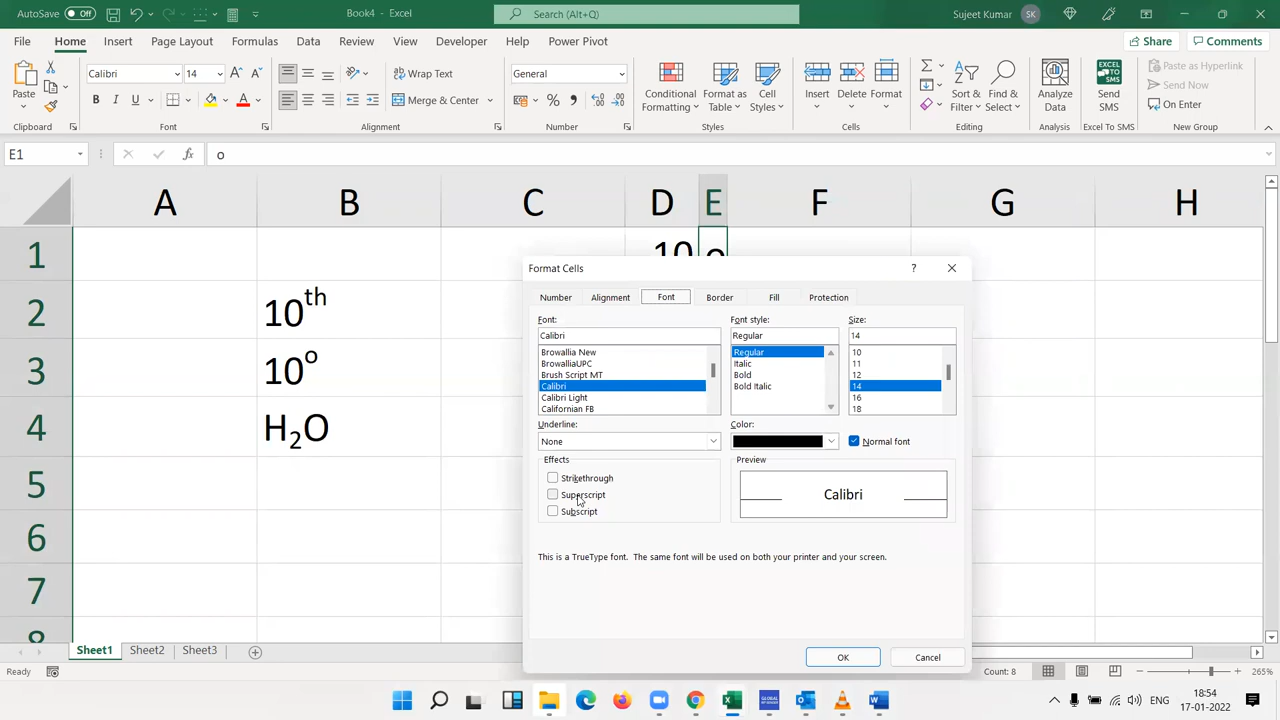 AutoSave Off
Book4 - Excel
Search (Alt+Q)
Sujeet Kumar SK
File Home Insert Page Layout Formulas Data Review View Developer Help Power Pivot
Share Comments
Paste
Calibri 14
B I U
Wrap Text
Merge & Center
General
Conditional Formatting
Format as Table
Cell Styles
Insert Delete Format
Sort & Filter
Find & Select
Analyze Data
Send SMS
Paste as Hyperlink
Send Now
On Enter
Clipboard Font Alignment Number Styles Cells Editing Analysis Excel To SMS New Group
E1 fx o
A B C D E F G H
1 10 o
2 10th
3 10o
4 H2O
5
6
7
8
Format Cells ?
Number Alignment Font Border Fill Protection
Font: Font style: Size:
Calibri Regular 14
Browallia New Regular 10
BrowalliaUPC Italic 11
Brush Script MT Bold 12
Calibri Bold Italic 14
Calibri Light 16
Californian FB 18
Underline: Color:
None Normal font
Effects Preview
Strikethrough
Superscript Calibri
Subscript
This is a TrueType font. The same font will be used on both your printer and your screen.
OK Cancel
Sheet1 Sheet2 Sheet3
Ready Count: 8 265%
ENG 18:54
17-01-2022